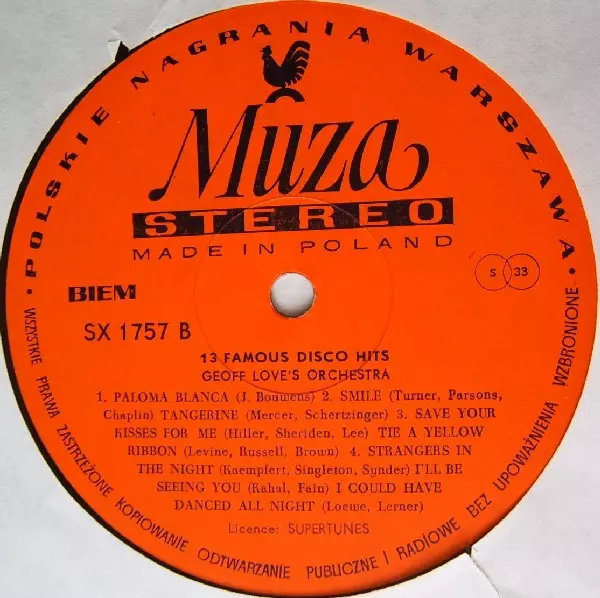 POLSKIE NAGRANIA WARSZAWA
Muza
STEREO
MADE IN POLAND
BIEM
S 33
SX 1757 B
13 FAMOUS DISCO HITS
GEOFF LOVE'S ORCHESTRA
1. PALOMA BLANCA (J. Bouwens) 2. SMILE (Turner, Parsons,
Chaplin) TANGERINE (Mercer, Schertzinger) 3. SAVE YOUR
KISSES FOR ME (Hiller, Sheriden, Lee) TIE A YELLOW
RIBBON (Levine, Russell, Brown) 4. STRANGERS IN
THE NIGHT (Kaempfert, Singleton, Synder) I'LL BE
SEEING YOU (Kahal, Fain) I COULD HAVE
DANCED ALL NIGHT (Loewe, Lerner)
Licence: SUPERTUNES
WSZYSTKIE PRAWA ZASTRZEŻONE KOPIOWANIE ODTWARZANIE PUBLICZNE I RADIOWE BEZ UPOWAŻNIENIA WZBRONIONE